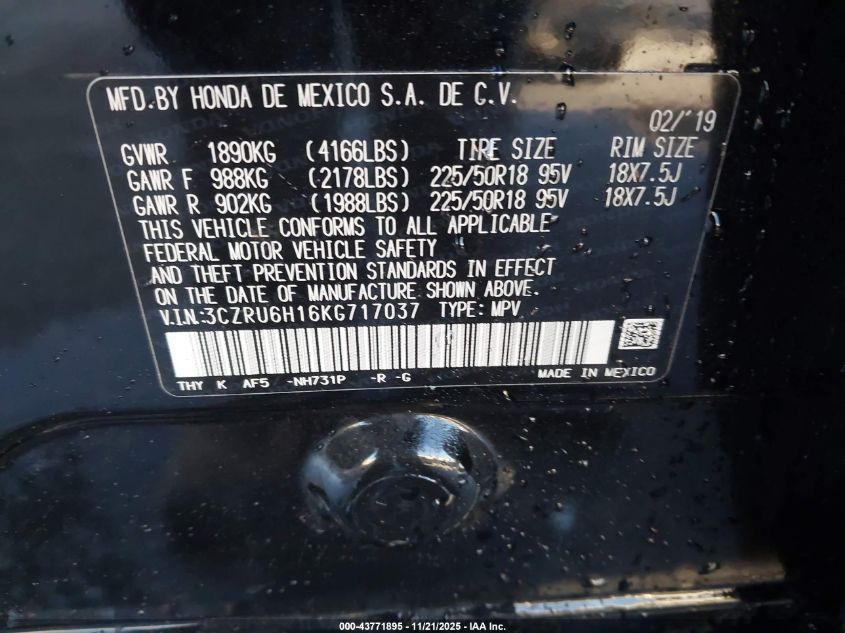 MFD.BY HONDA DE MEXICO S.A. DE C.V.
02/'19
GVWR 1890KG (4166LBS) TIRE SIZE RIM SIZE
GAWR F 988KG (2178LBS) 225/50R18 95V 18X7.5J
GAWR R 902KG (1988LBS) 225/50R18 95V 18X7.5J
THIS VEHICLE CONFORMS TO ALL APPLICABLE
FEDERAL MOTOR VEHICLE SAFETY
AND THEFT PREVENTION STANDARDS IN EFFECT
ON THE DATE OF MANUFACTURE SHOWN ABOVE.
V.I.N:3CZRU6H16KG717037 TYPE: MPV
THY K AF5 -NH731P -R -G MADE IN MEXICO
000-43771895 - 11/21/2025 - IAA Inc.